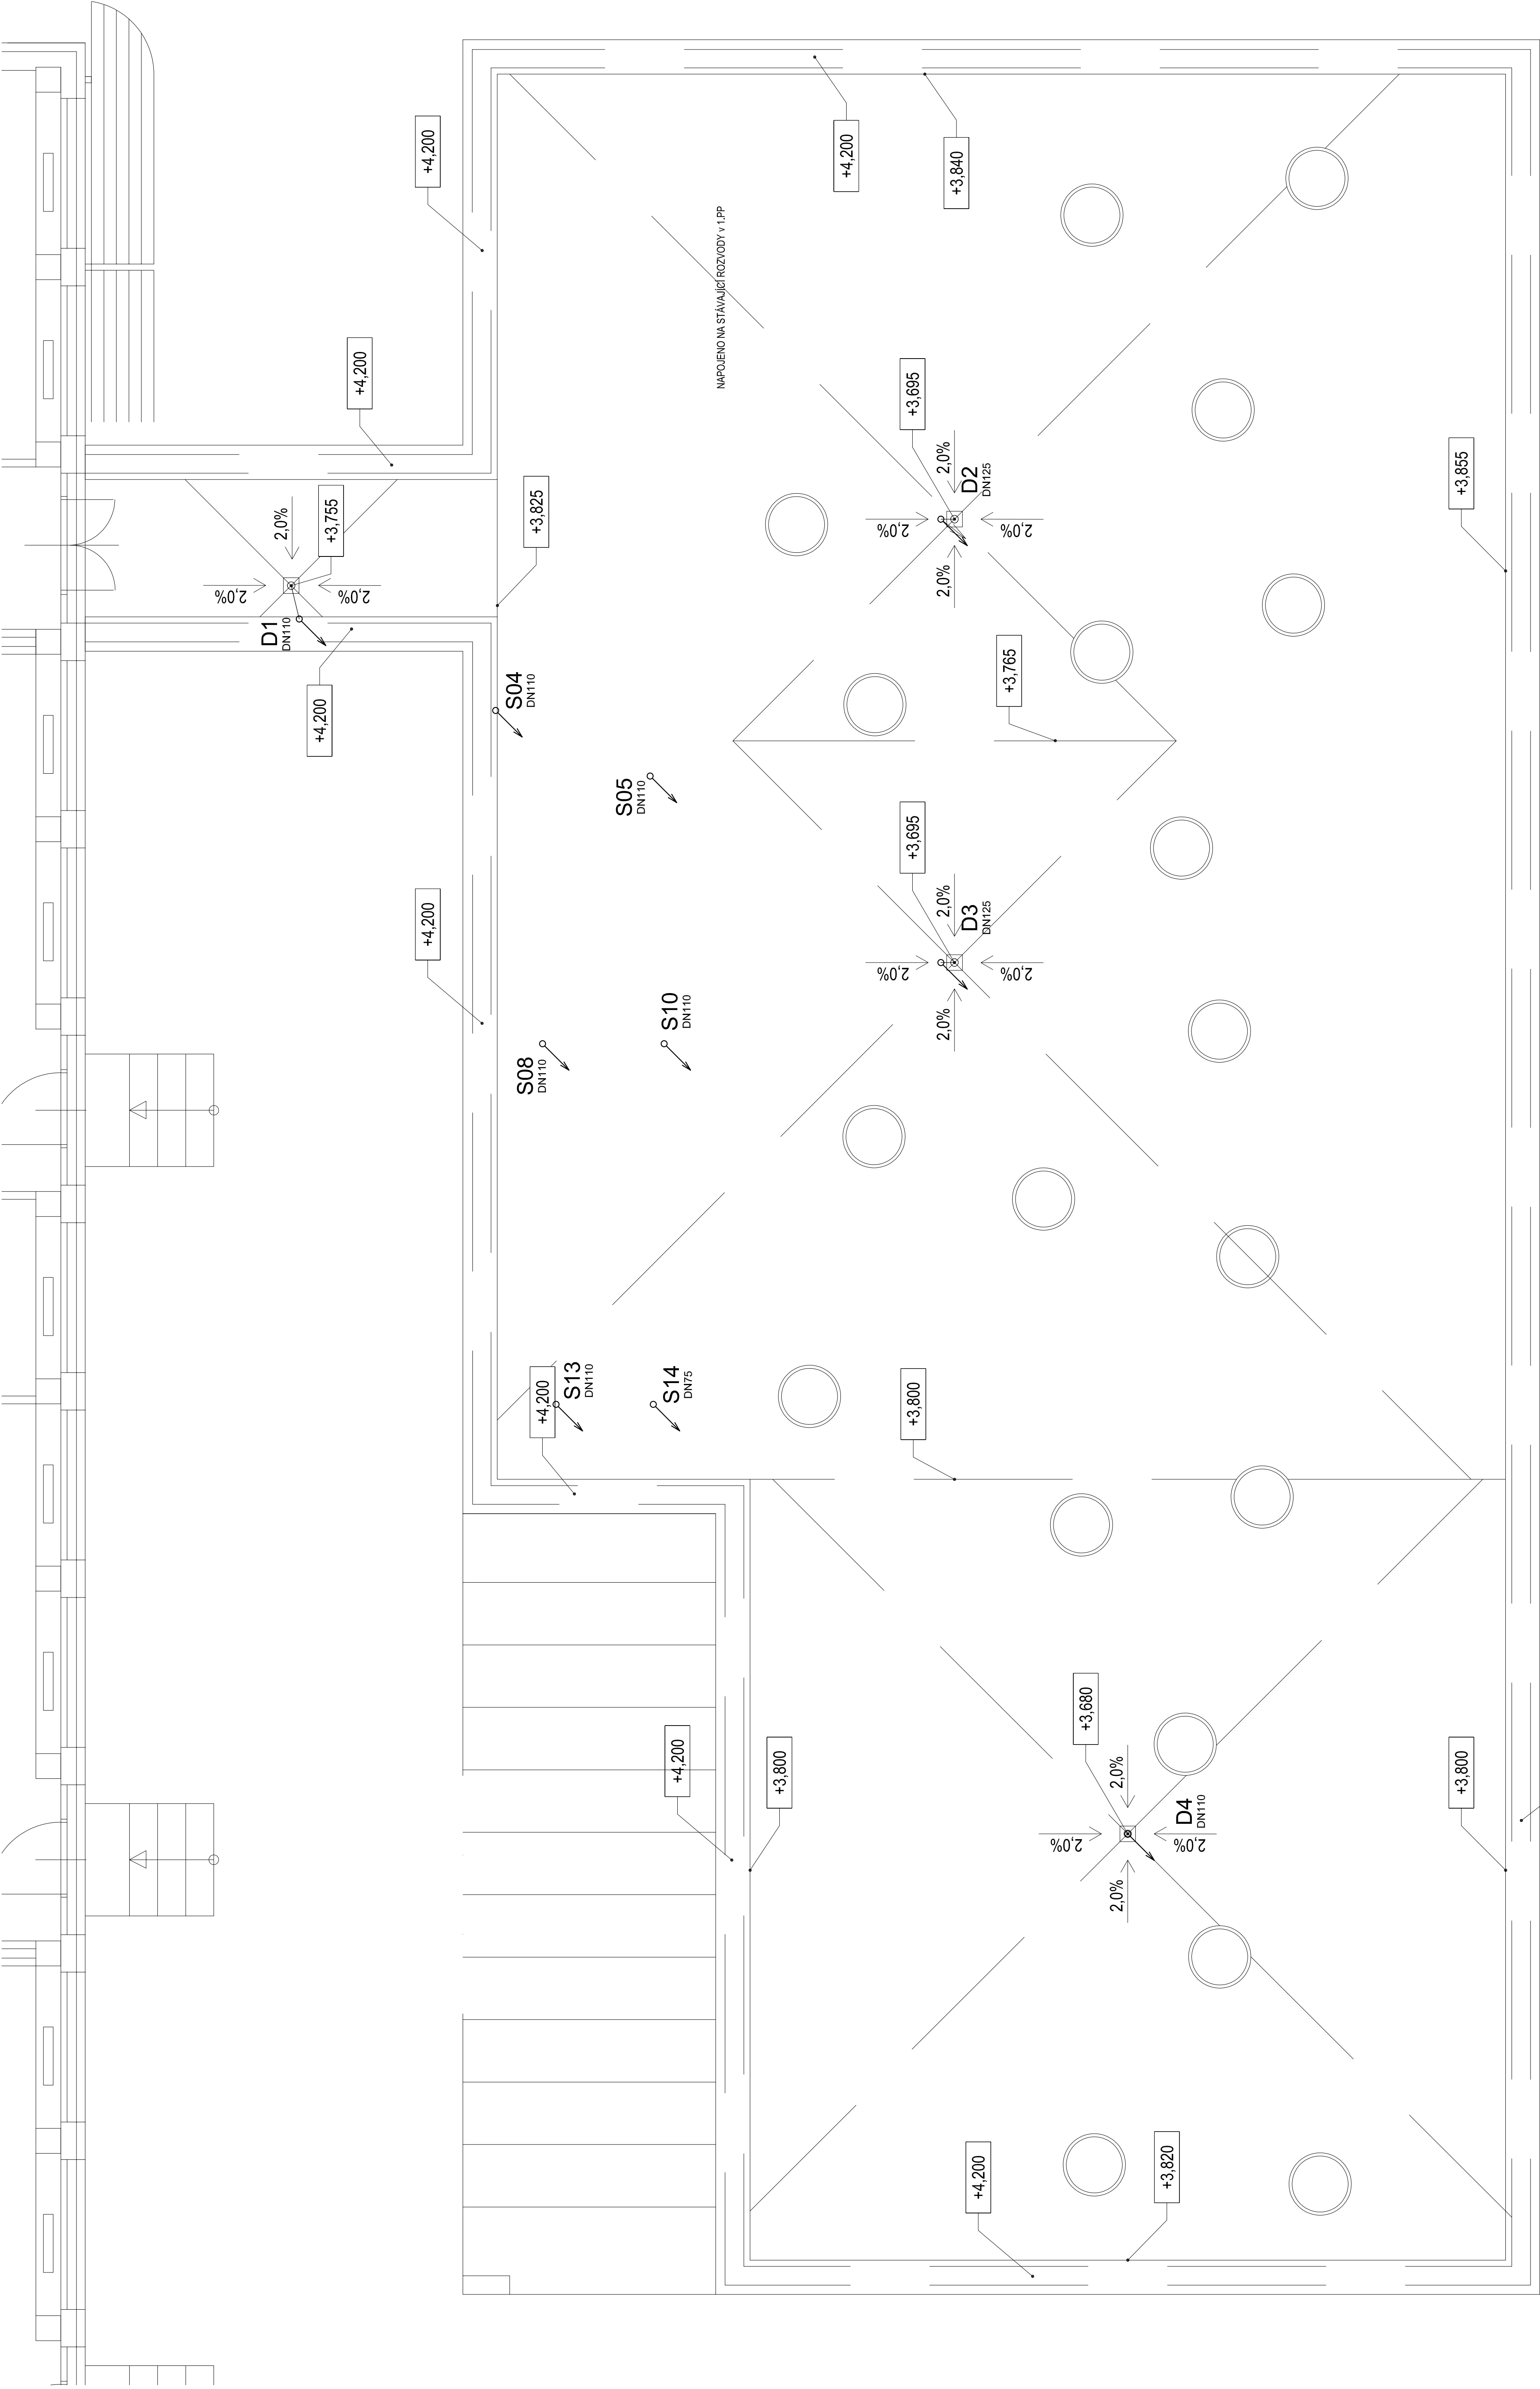 +4,200
+4,200
+3,840
+4,200
NAPOJENO NA STÁVAJÍCÍ ROZVODY v 1.PP
+4,200
+3,695
2,0%
D2
DN125
2,0%
2,0%
2,0%
+3,855
+3,825
2,0%
+3,755
2,0%
2,0%
D1
DN110
+4,200
S04
DN110
+3,765
S05
DN110
+3,695
2,0%
D3
DN125
2,0%
2,0%
2,0%
+4,200
S10
DN110
S08
DN110
+4,200
S13
DN110
S14
DN75
+3,800
+4,200
+3,800
+3,680
2,0%
D4
DN110
2,0%
2,0%
2,0%
+3,800
+4,200
+3,820